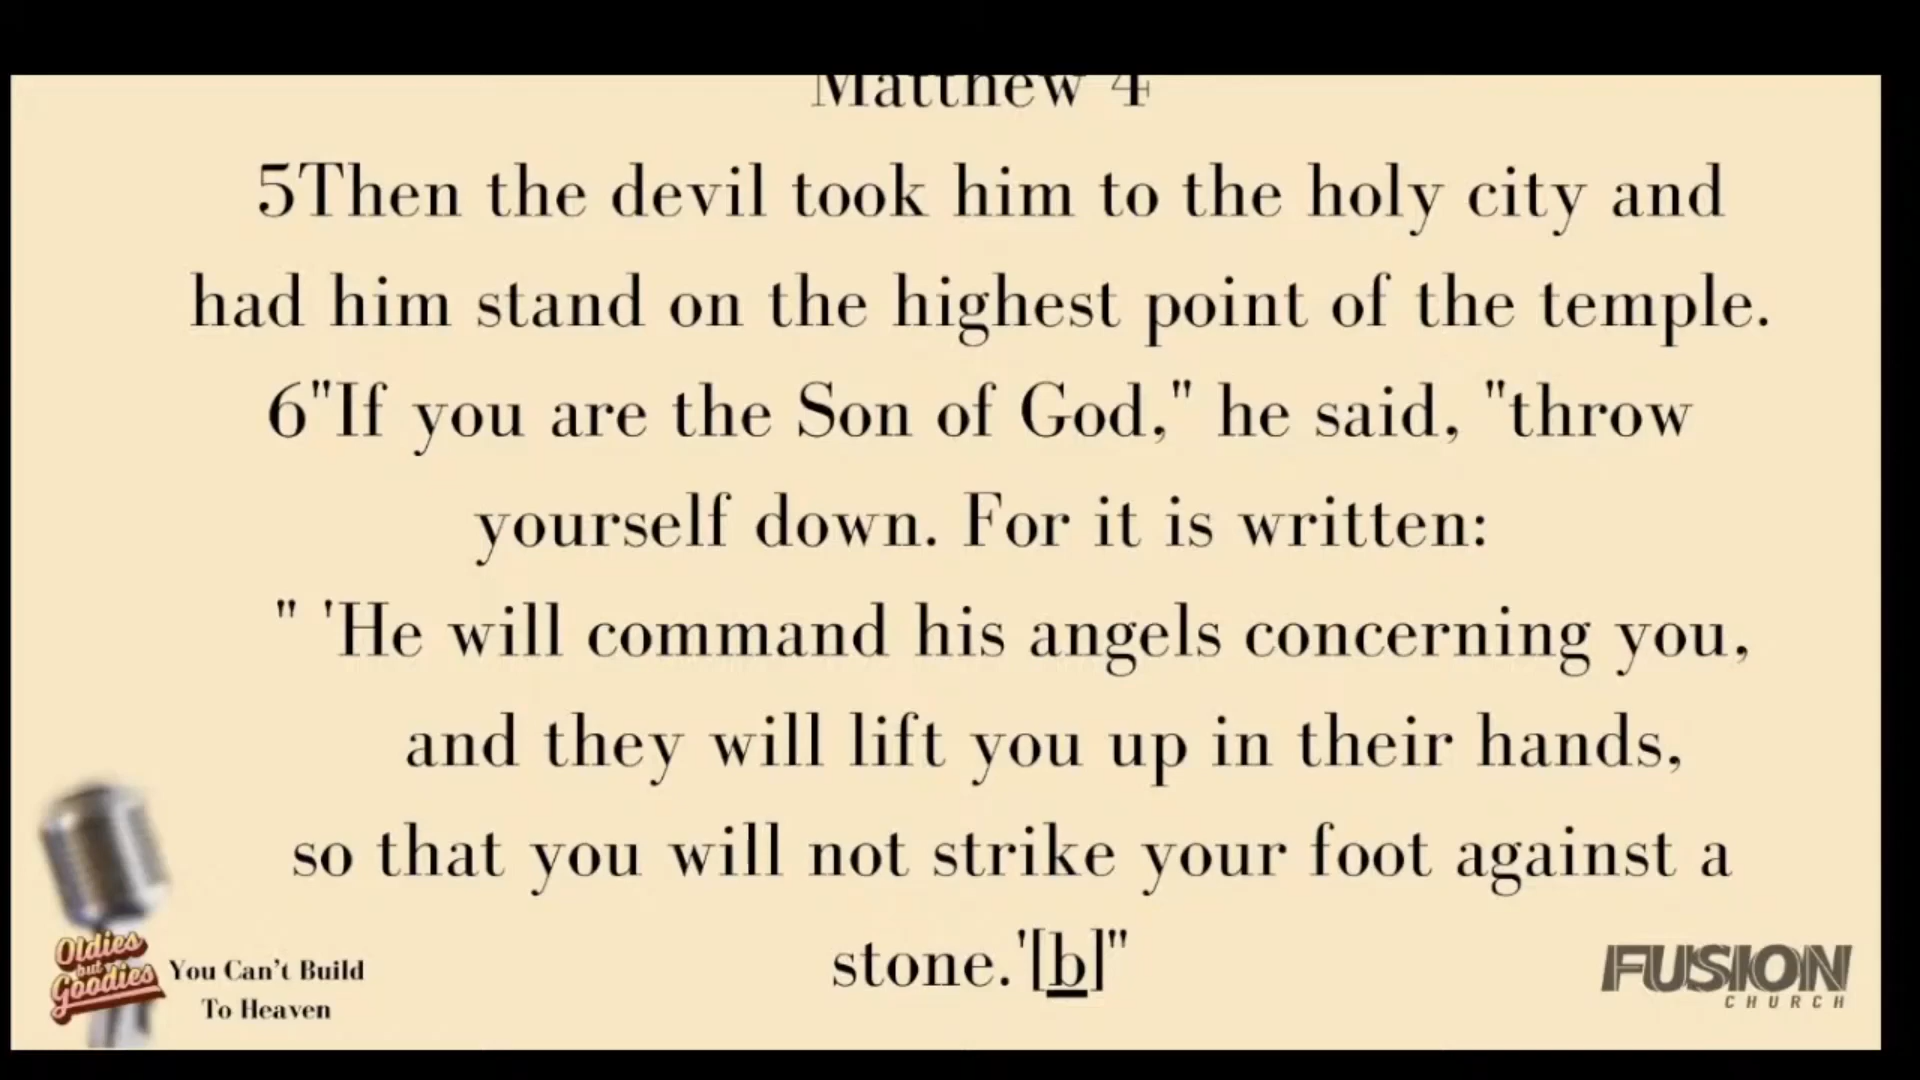 Matthew 4
5Then the devil took him to the holy city and
had him stand on the highest point of the temple.
6"If you are the Son of God," he said, "throw
yourself down. For it is written:
" 'He will command his angels concerning you,
and they will lift you up in their hands,
so that you will not strike your foot against a
stone.'[b]"
Oldies
but
Goodies
You Can't Build
To Heaven
FUSION
CHURCH